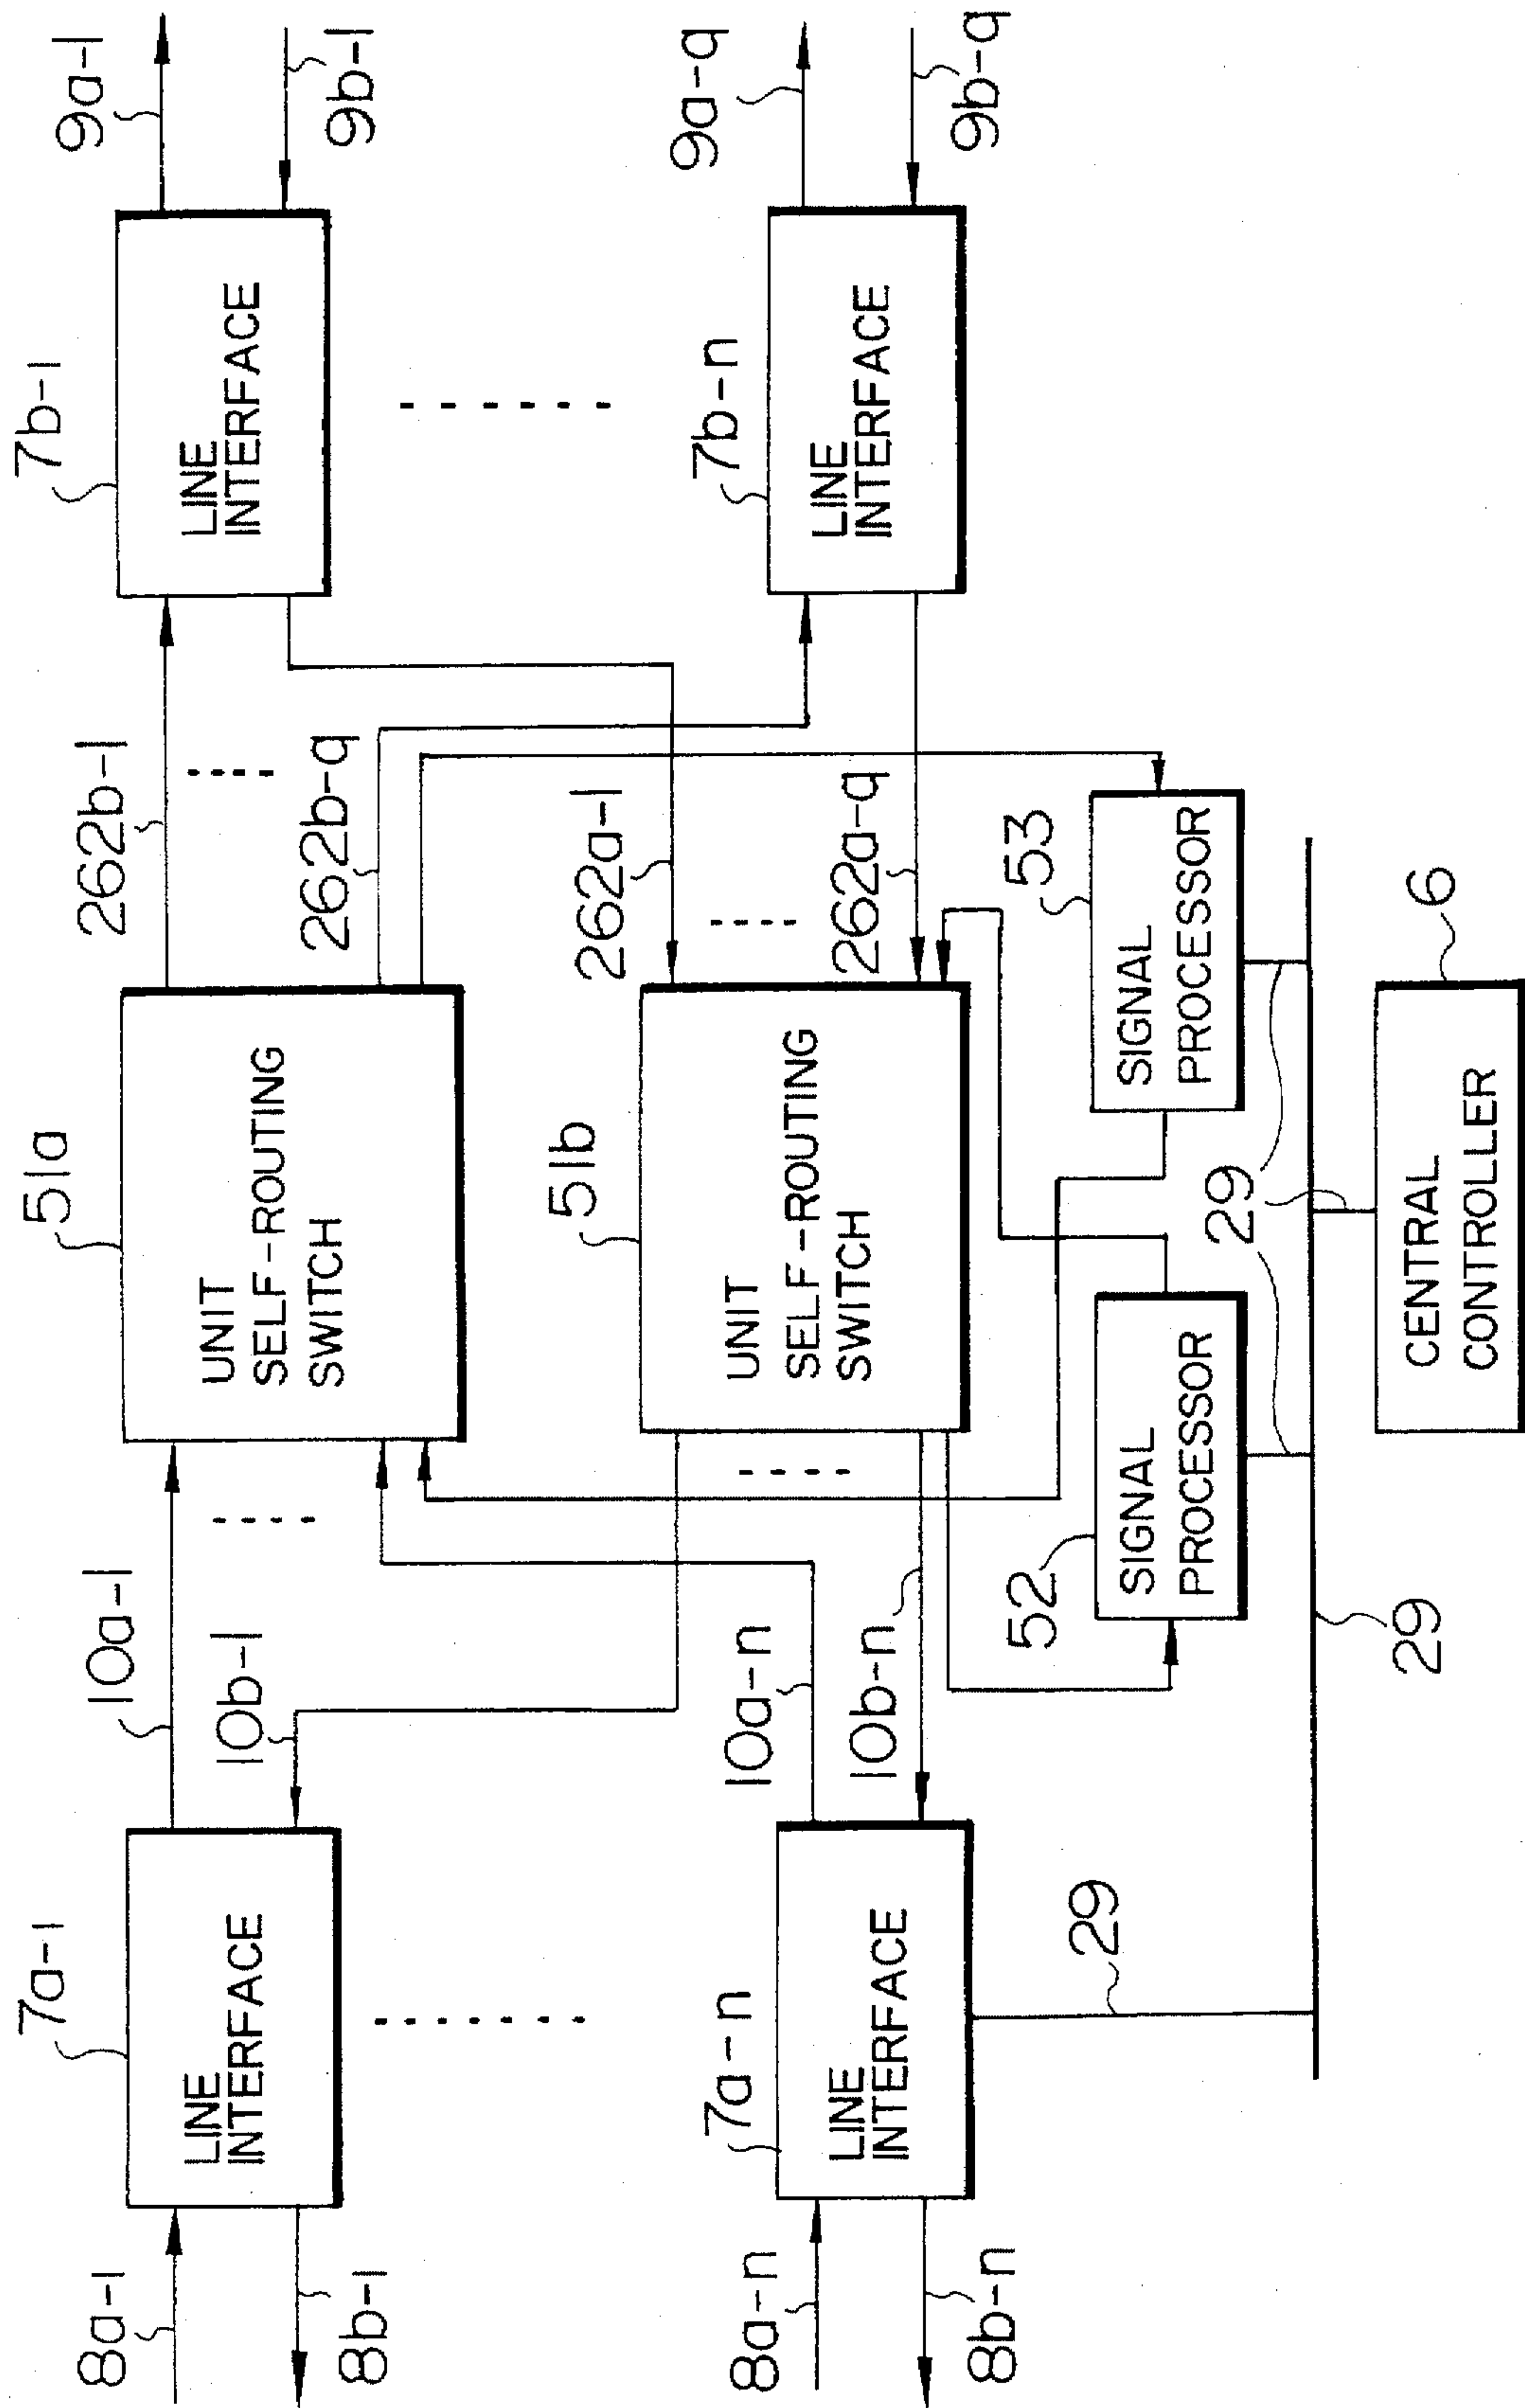 7a-1
LINE
INTERFACE
8a-1
8b-1
10a-1
10b-1
51a
UNIT
SELF-ROUTING
SWITCH
262b-1
262b-q
7b-1
LINE
INTERFACE
9a-1
9b-1
7a-n
LINE
INTERFACE
8a-n
8b-n
10a-n
10b-n
51b
UNIT
SELF-ROUTING
SWITCH
262a-1
262a-q
7b-n
LINE
INTERFACE
9a-q
9b-q
52
SIGNAL
PROCESSOR
53
SIGNAL
PROCESSOR
29
29
29
6
CENTRAL
CONTROLLER